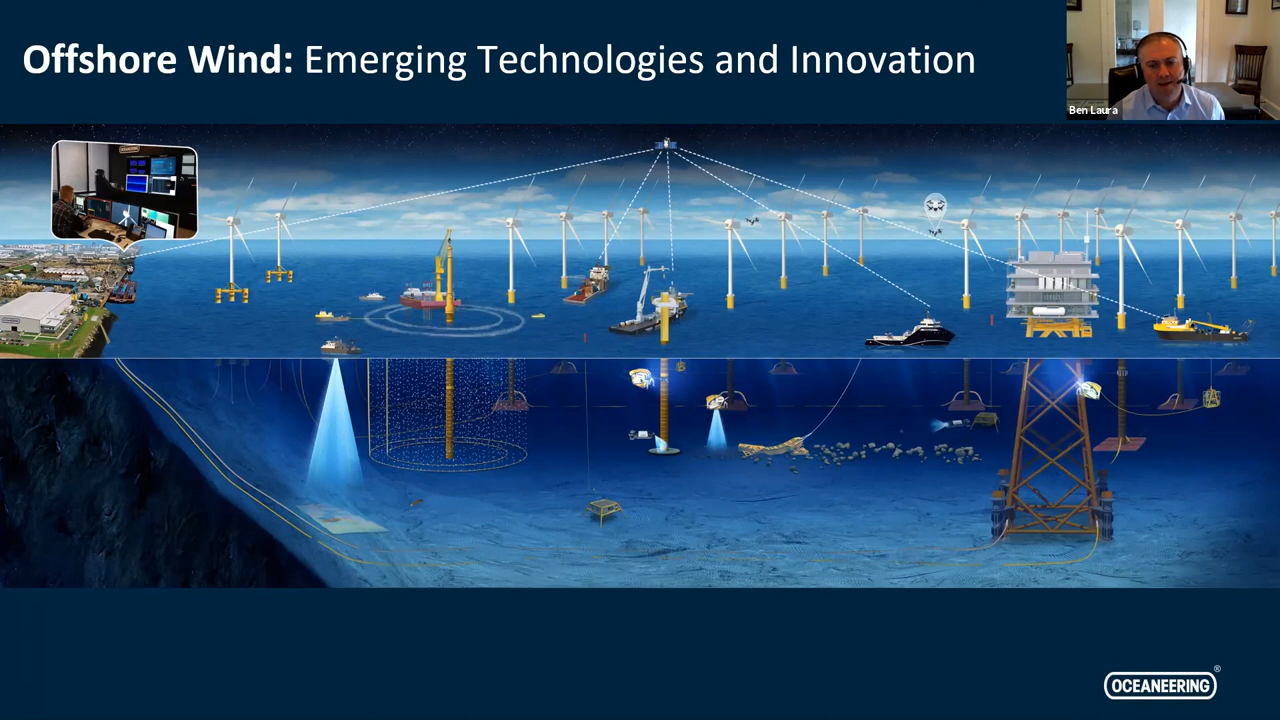 Offshore Wind: Emerging Technologies and Innovation
Ben Laura
OCEANEERING®